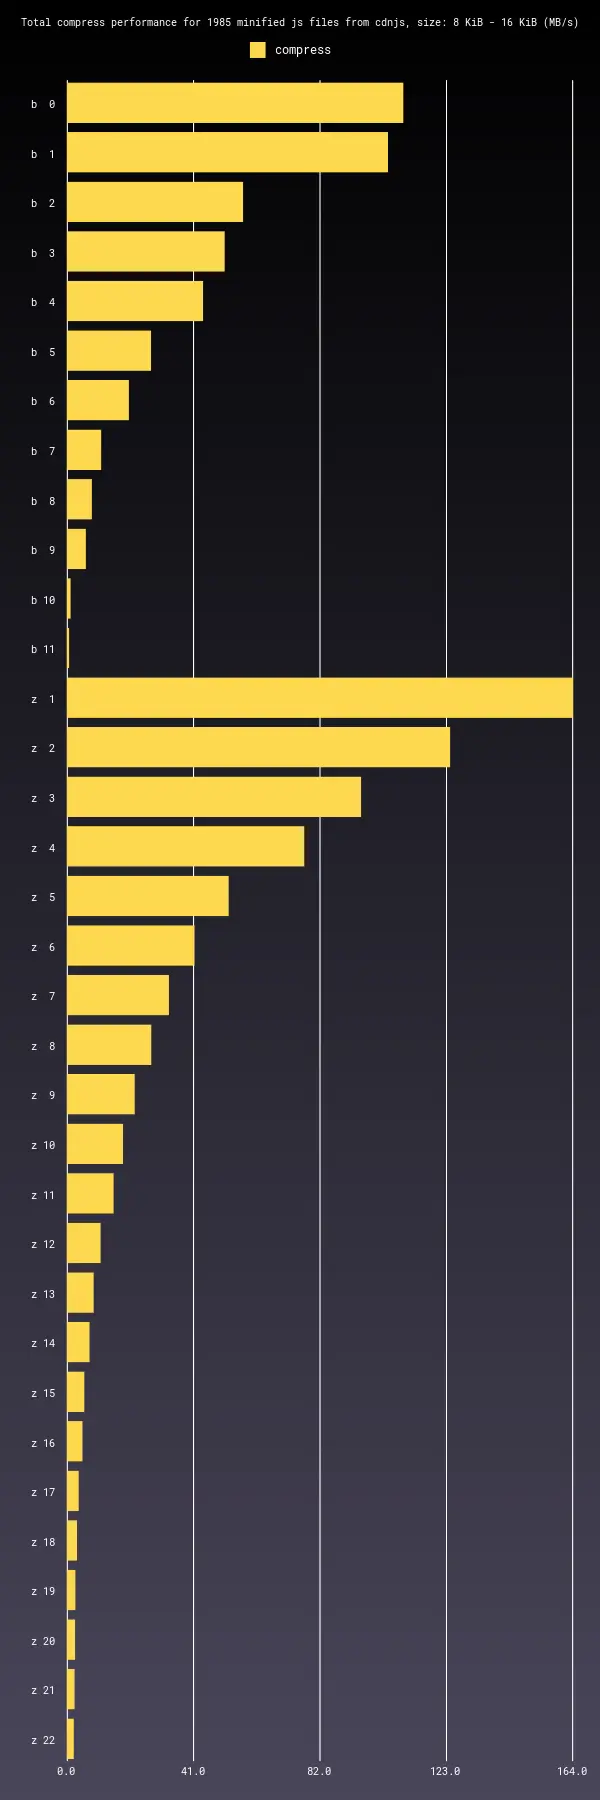 Total compress performance for 1985 minified js files from cdnjs, size: 8 KiB - 16 KiB (MB/s)
compress
b 0
b 1
b 2
b 3
b 4
b 5
b 6
b 7
b 8
b 9
b 10
b 11
z 1
z 2
z 3
z 4
z 5
z 6
z 7
z 8
z 9
z 10
z 11
z 12
z 13
z 14
z 15
z 16
z 17
z 18
z 19
z 20
z 21
z 22
0.0 41.0 82.0 123.0 164.0